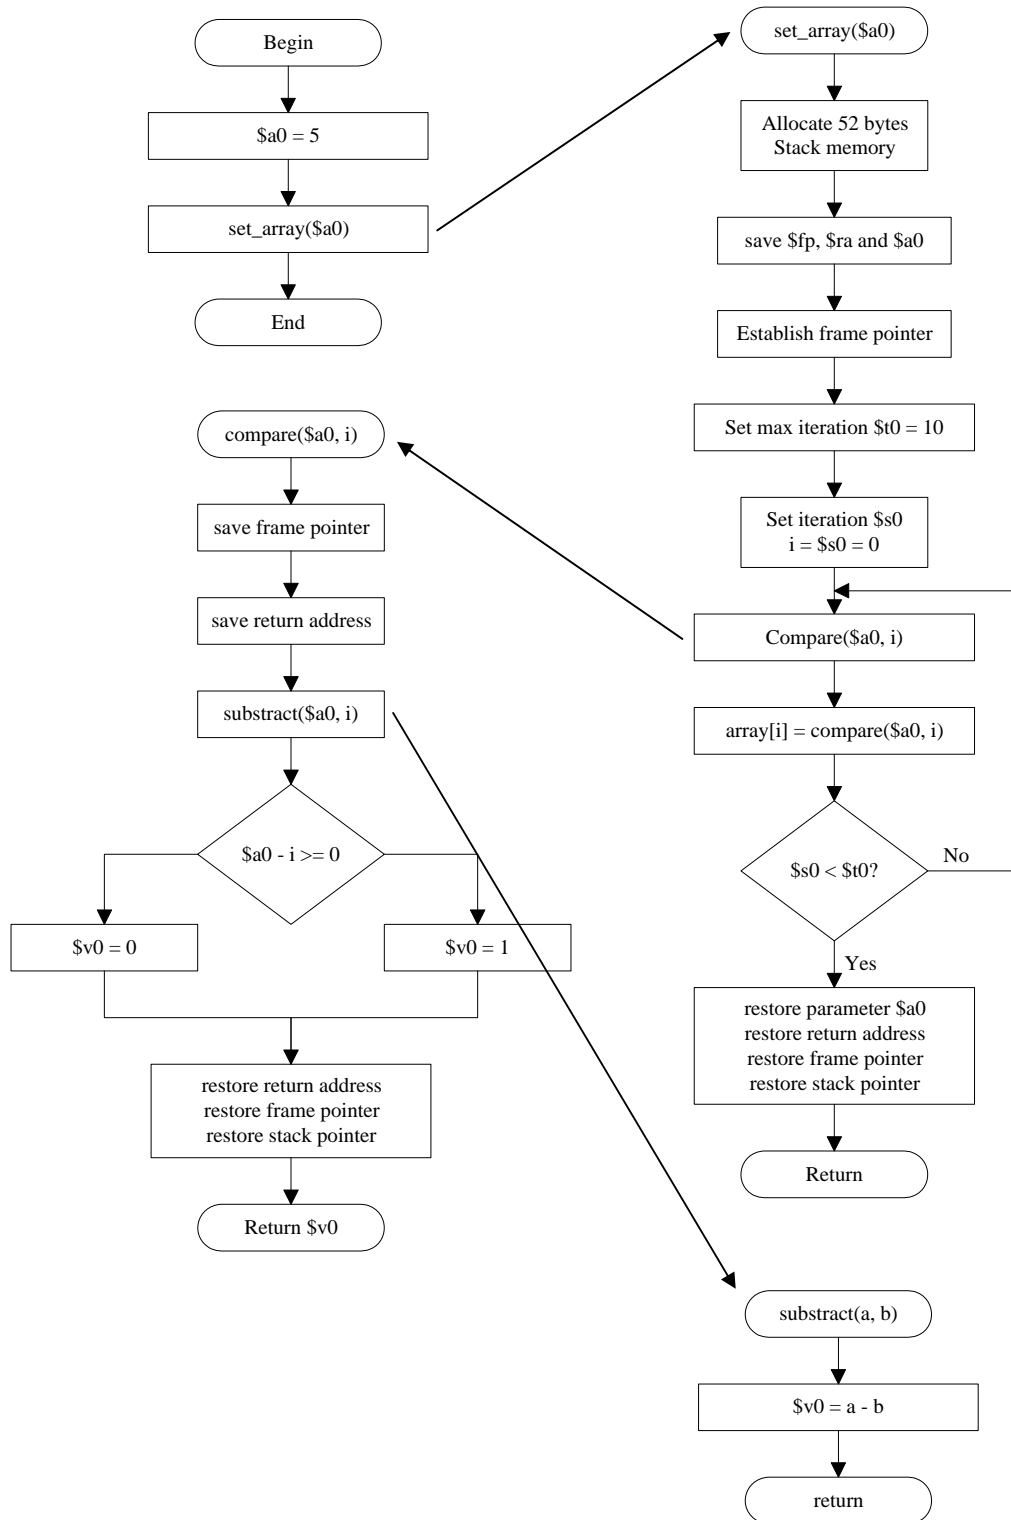 Begin
$a0 = 5
set_array($a0)
End
set_array($a0)
Allocate 52 bytes
Stack memory
save $fp, $ra and $a0
Establish frame pointer
Set max iteration $t0 = 10
Set iteration $s0
i = $s0 = 0
Compare($a0, i)
array[i] = compare($a0, i)
$s0 < $t0?
No
Yes
restore parameter $a0
restore return address
restore frame pointer
restore stack pointer
Return
compare($a0, i)
save frame pointer
save return address
substract($a0, i)
$a0 - i >= 0
$v0 = 0
$v0 = 1
restore return address
restore frame pointer
restore stack pointer
Return $v0
substract(a, b)
$v0 = a - b
return